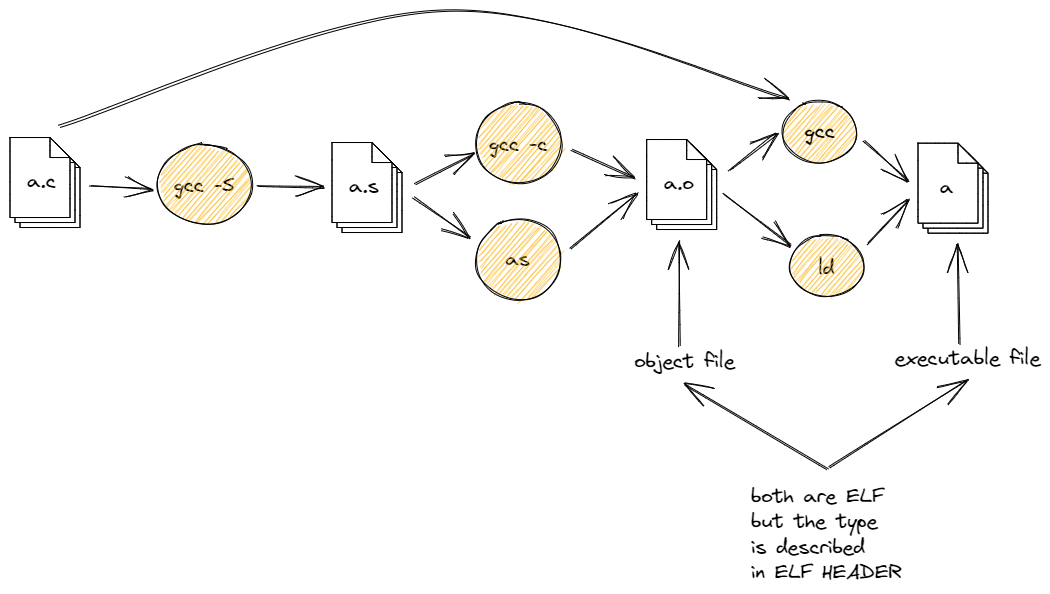 a.c
gcc -S
a.s
gcc -c
as
a.o
gcc
ld
a
object file
executable file
both are ELF
but the type
is described
in ELF HEADER